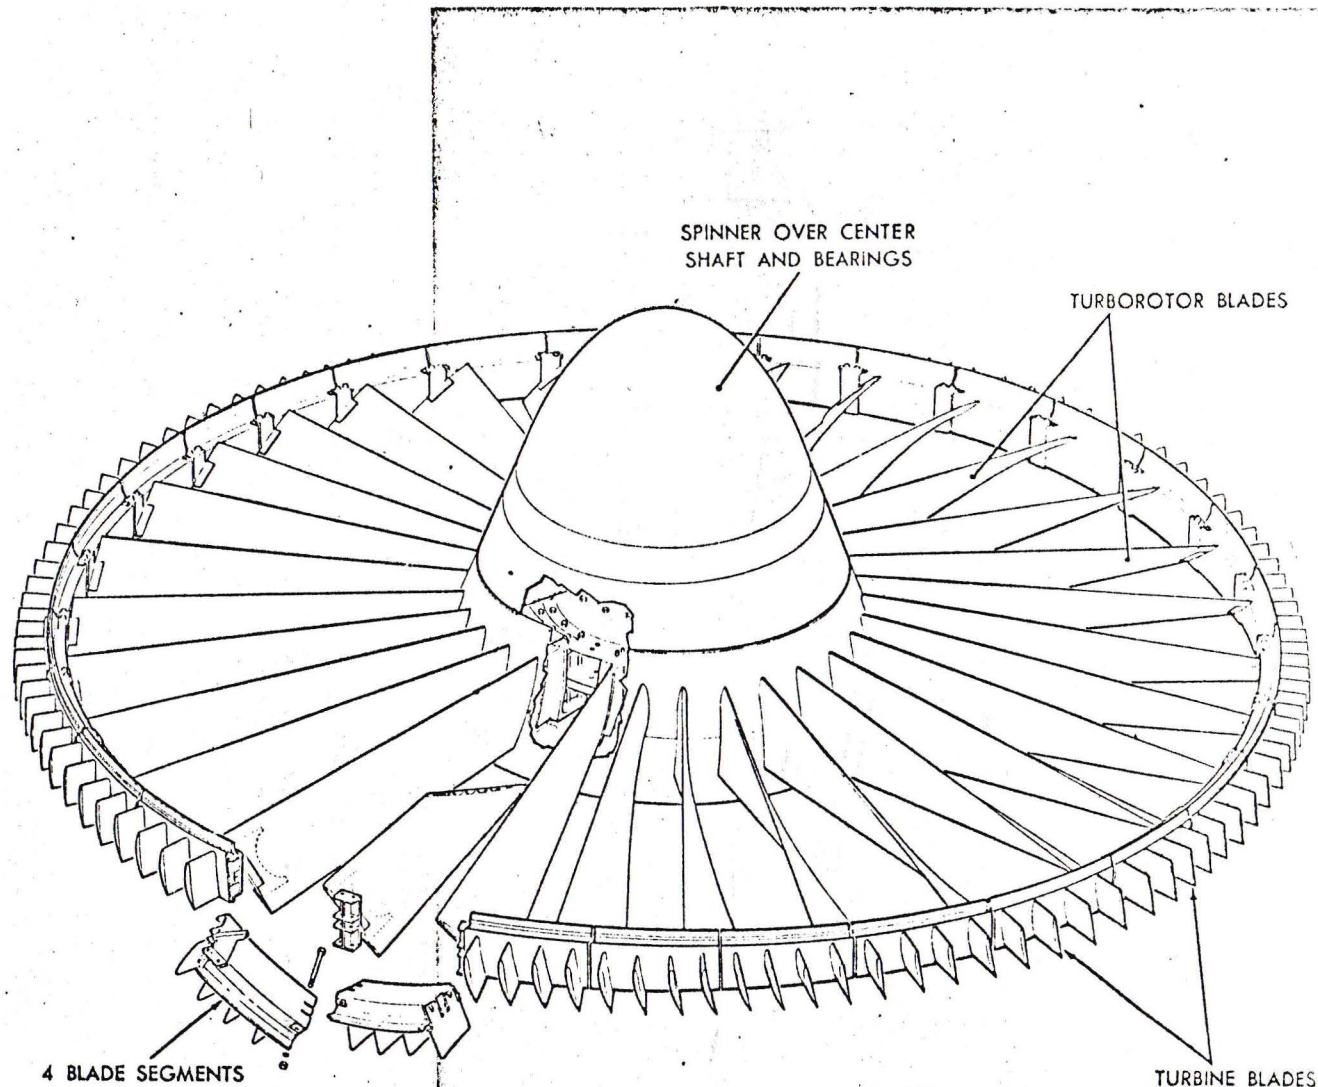 SPINNER OVER CENTER
SHAFT AND BEARINGS
TURBOROTOR BLADES
4 BLADE SEGMENTS
TURBINE BLADES